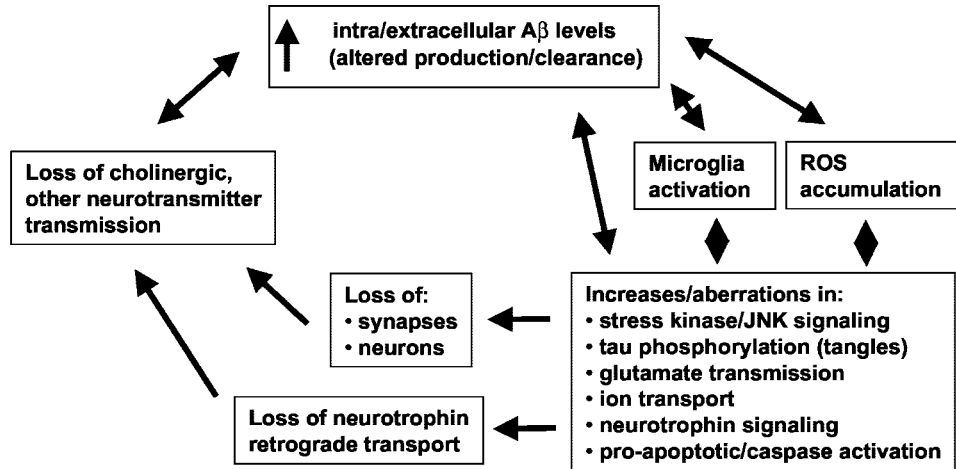 intra/extracellular Aβ levels
(altered production/clearance)
Loss of cholinergic,
other neurotransmitter
transmission
Microglia
activation
ROS
accumulation
Loss of:
• synapses
• neurons
Increases/aberrations in:
• stress kinase/JNK signaling
• tau phosphorylation (tangles)
• glutamate transmission
• ion transport
• neurotrophin signaling
• pro-apoptotic/caspase activation
Loss of neurotrophin
retrograde transport